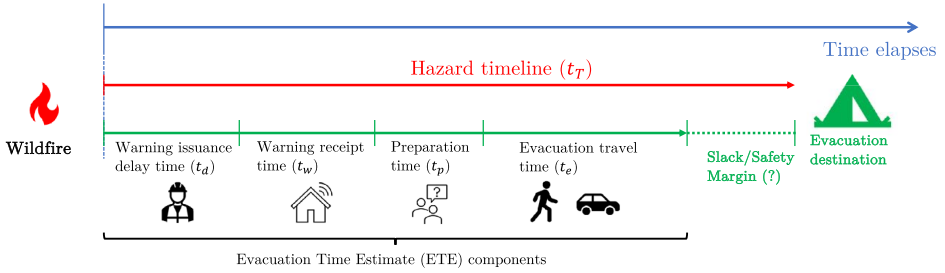 Time elapses
Hazard timeline (t_T)
Wildfire
Warning issuance
delay time (t_d)
Warning receipt
time (t_w)
Preparation
time (t_p)
Evacuation travel
time (t_e)
Slack/Safety
Margin (?)
Evacuation
destination
?
Evacuation Time Estimate (ETE) components